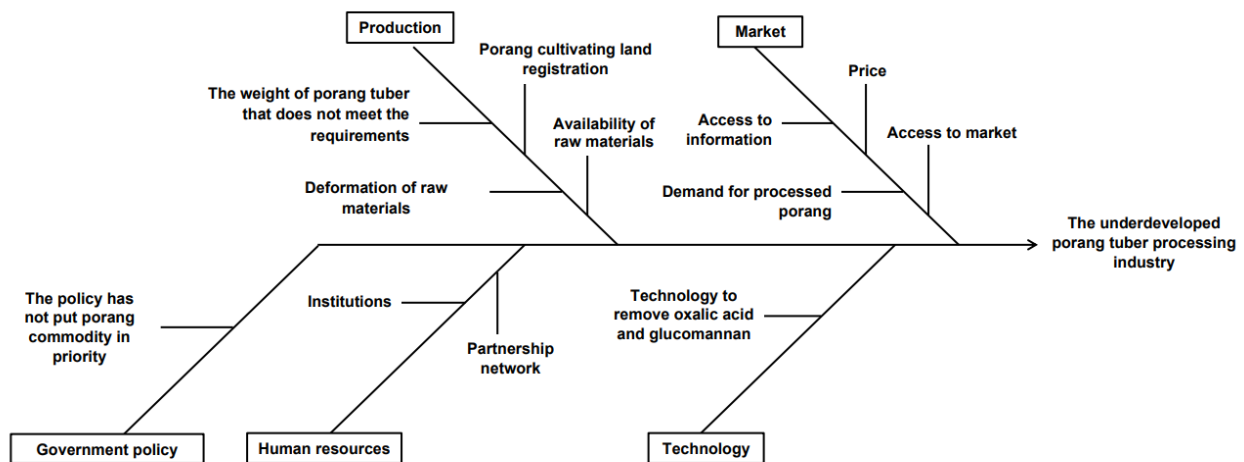 Production
Market
Porang cultivating land
registration
Price
The weight of porang tuber
that does not meet the
requirements
Availability of
raw materials
Access to
information
Access to market
Deformation of raw
materials
Demand for processed
porang
The underdeveloped
porang tuber processing
industry
The policy has
not put porang
commodity in
priority
Institutions
Partnership
network
Technology to
remove oxalic acid
and glucomannan
Government policy
Human resources
Technology